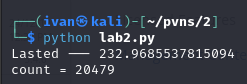 ┌──(ivan㉿kali)-[~/pvns/2]
└─$ python lab2.py
Lasted —— 232.9685537815094
count = 20479